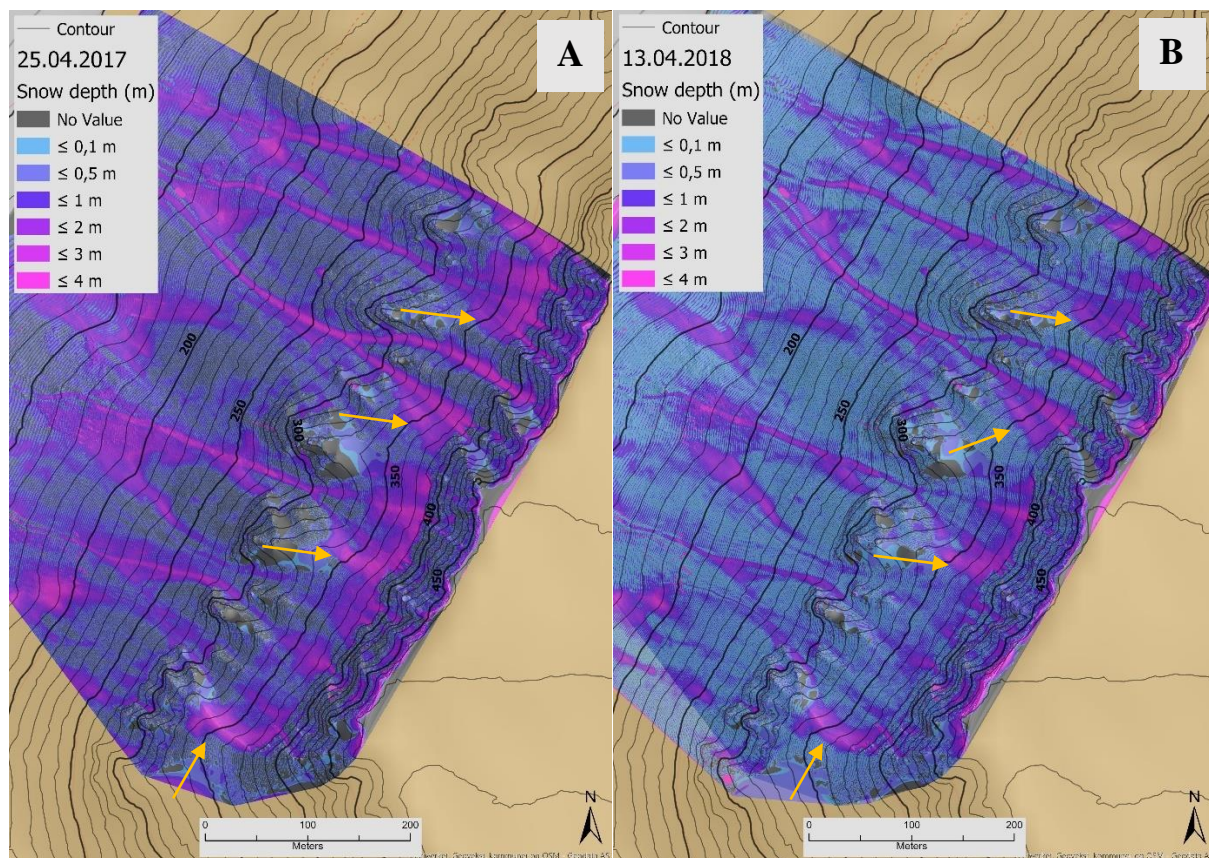 Contour
25.04.2017
Snow depth (m)
No Value
≤ 0,1 m
≤ 0,5 m
≤ 1 m
≤ 2 m
≤ 3 m
≤ 4 m
A
200
250
300
350
400
450
0 100 200
Meters
N
Contour
13.04.2018
Snow depth (m)
No Value
≤ 0,1 m
≤ 0,5 m
≤ 1 m
≤ 2 m
≤ 3 m
≤ 4 m
B
200
250
300
350
400
450
0 100 200
Meters
N